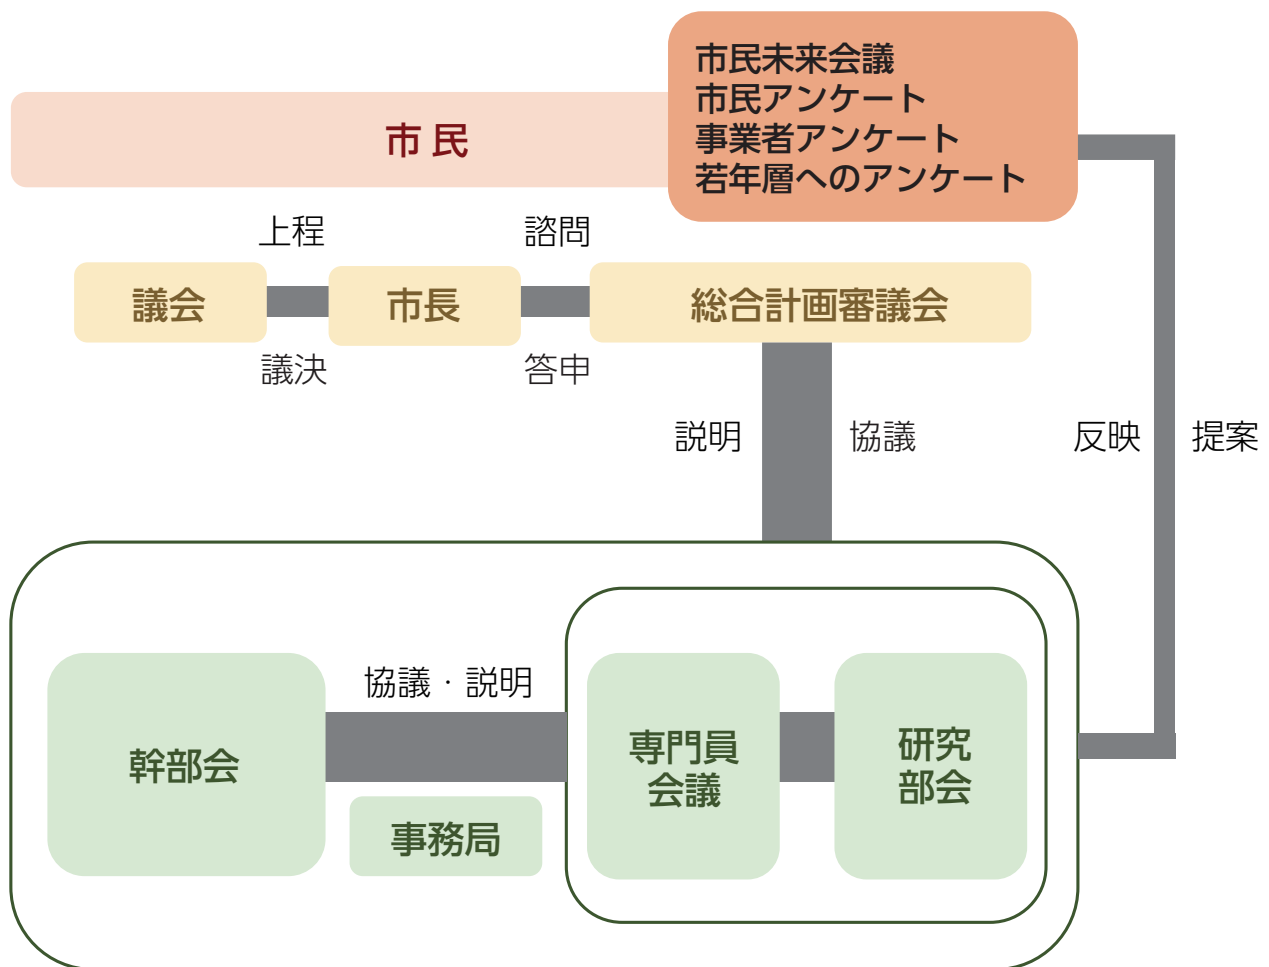 市民未来会議
市民アンケート
事業者アンケート
若年層へのアンケート
市 民
上程
諮問
議会
市長
総合計画審議会
議決
答申
説明
協議
反映
提案
協議・説明
幹部会
専門員
会議
研究
部会
事務局